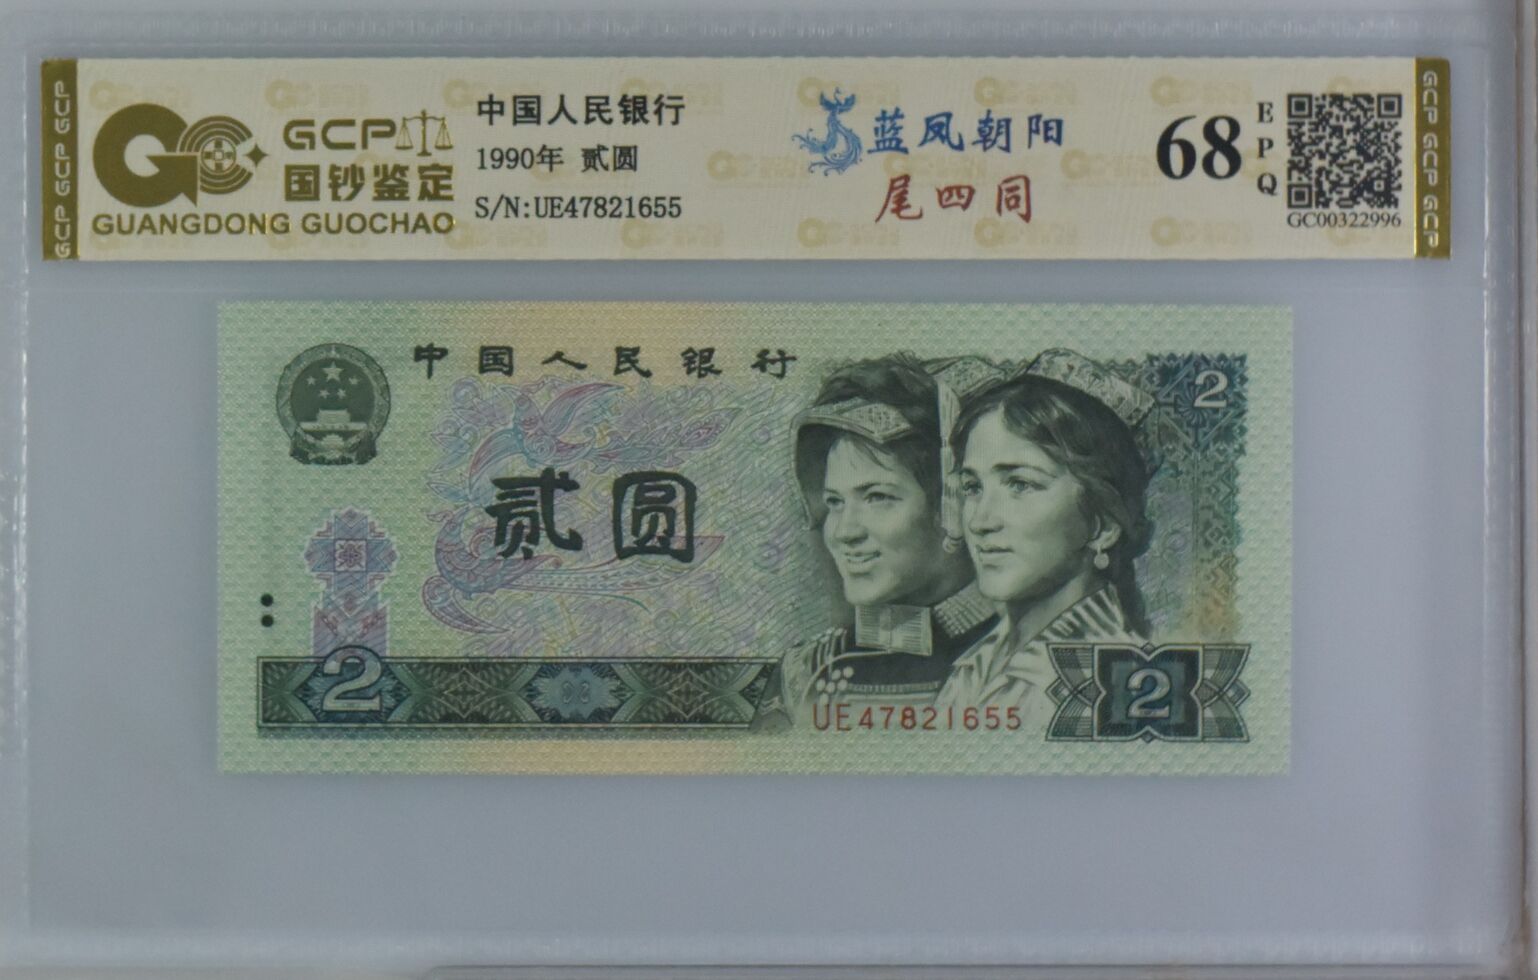 GCP GCP GCP
GCP
国钞鉴定
GUANGDONG GUOCHAO
中国人民银行
1990年 贰圆
S/N:UE47821655
蓝凤朝阳
尾四同
68
EPQ
GC00322996
GCP GCP GCP
中国人民银行
2
贰圆
2
UE47821655
2